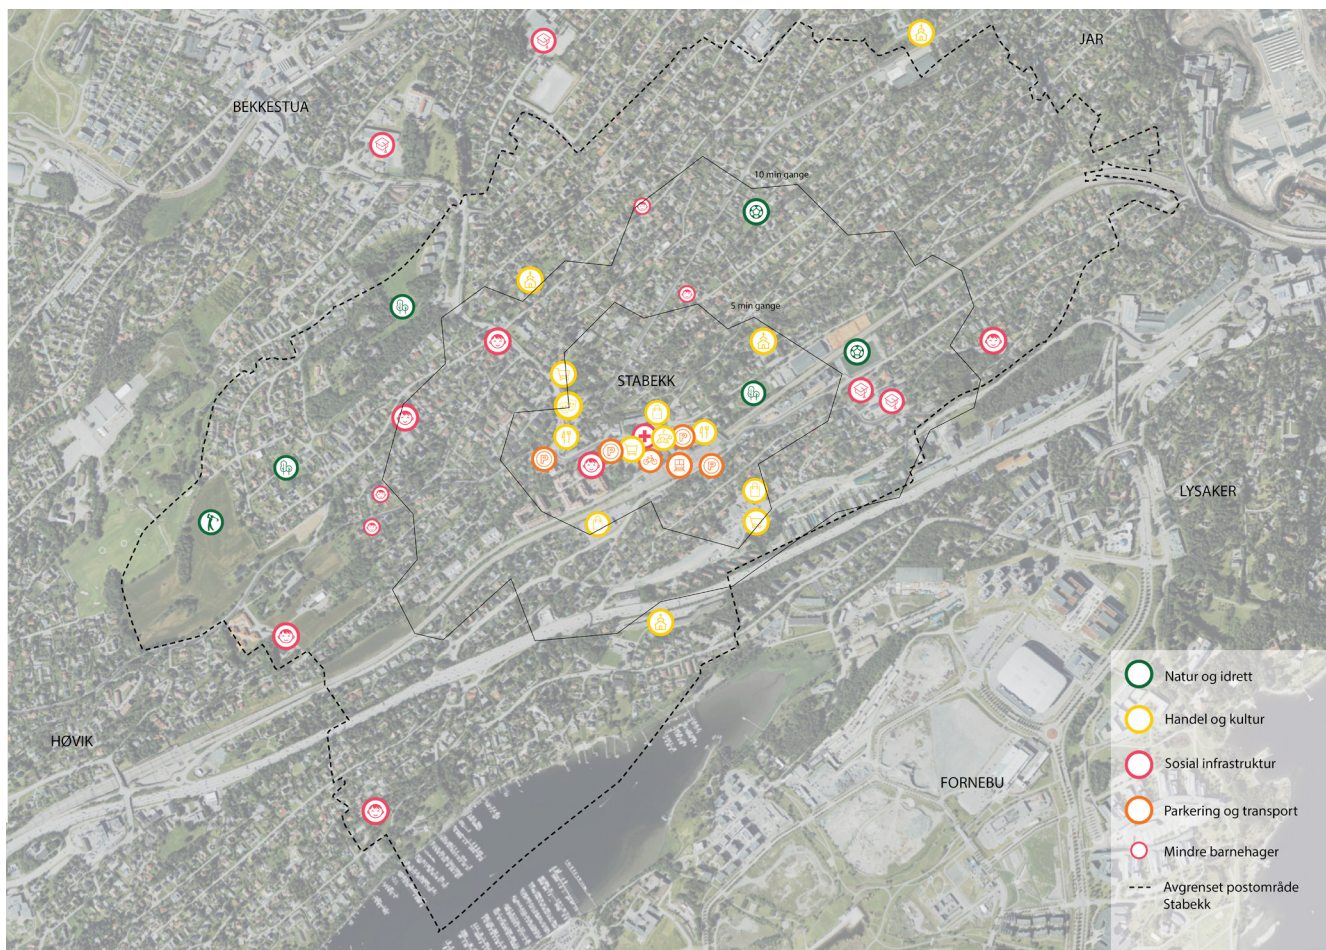 JAR
BEKKESTUA
10 min gange
5 min gange
STABEKK
P
P
P
P
LYSAKER
HØVIK
FORNEBU
Natur og idrett
Handel og kultur
Sosial infrastruktur
Parkering og transport
Mindre barnehager
Avgrenset postområde
Stabekk